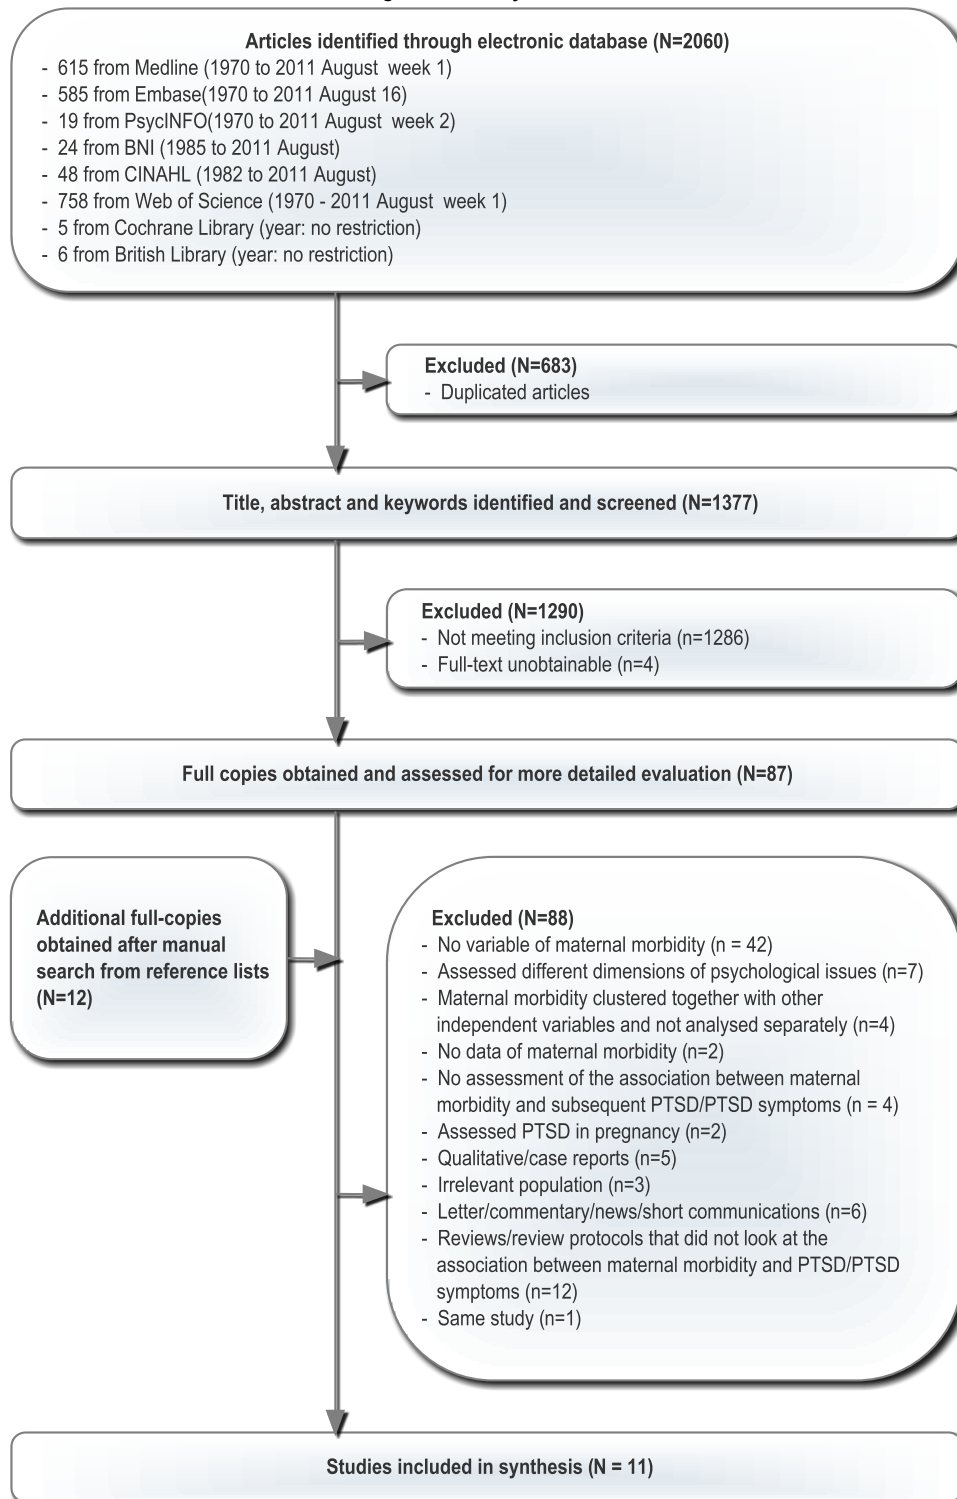 Articles identified through electronic database (N=2060)
- 615 from Medline (1970 to 2011 August week 1)
- 585 from Embase(1970 to 2011 August 16)
- 19 from PsycINFO(1970 to 2011 August week 2)
- 24 from BNI (1985 to 2011 August)
- 48 from CINAHL (1982 to 2011 August)
- 758 from Web of Science (1970 - 2011 August week 1)
- 5 from Cochrane Library (year: no restriction)
- 6 from British Library (year: no restriction)
Excluded (N=683)
- Duplicated articles
Title, abstract and keywords identified and screened (N=1377)
Excluded (N=1290)
- Not meeting inclusion criteria (n=1286)
- Full-text unobtainable (n=4)
Full copies obtained and assessed for more detailed evaluation (N=87)
Additional full-copies
obtained after manual
search from reference lists
(N=12)
Excluded (N=88)
- No variable of maternal morbidity (n = 42)
- Assessed different dimensions of psychological issues (n=7)
- Maternal morbidity clustered together with other
independent variables and not analysed separately (n=4)
- No data of maternal morbidity (n=2)
- No assessment of the association between maternal
morbidity and subsequent PTSD/PTSD symptoms (n = 4)
- Assessed PTSD in pregnancy (n=2)
- Qualitative/case reports (n=5)
- Irrelevant population (n=3)
- Letter/commentary/news/short communications (n=6)
- Reviews/review protocols that did not look at the
association between maternal morbidity and PTSD/PTSD
symptoms (n=12)
- Same study (n=1)
Studies included in synthesis (N = 11)